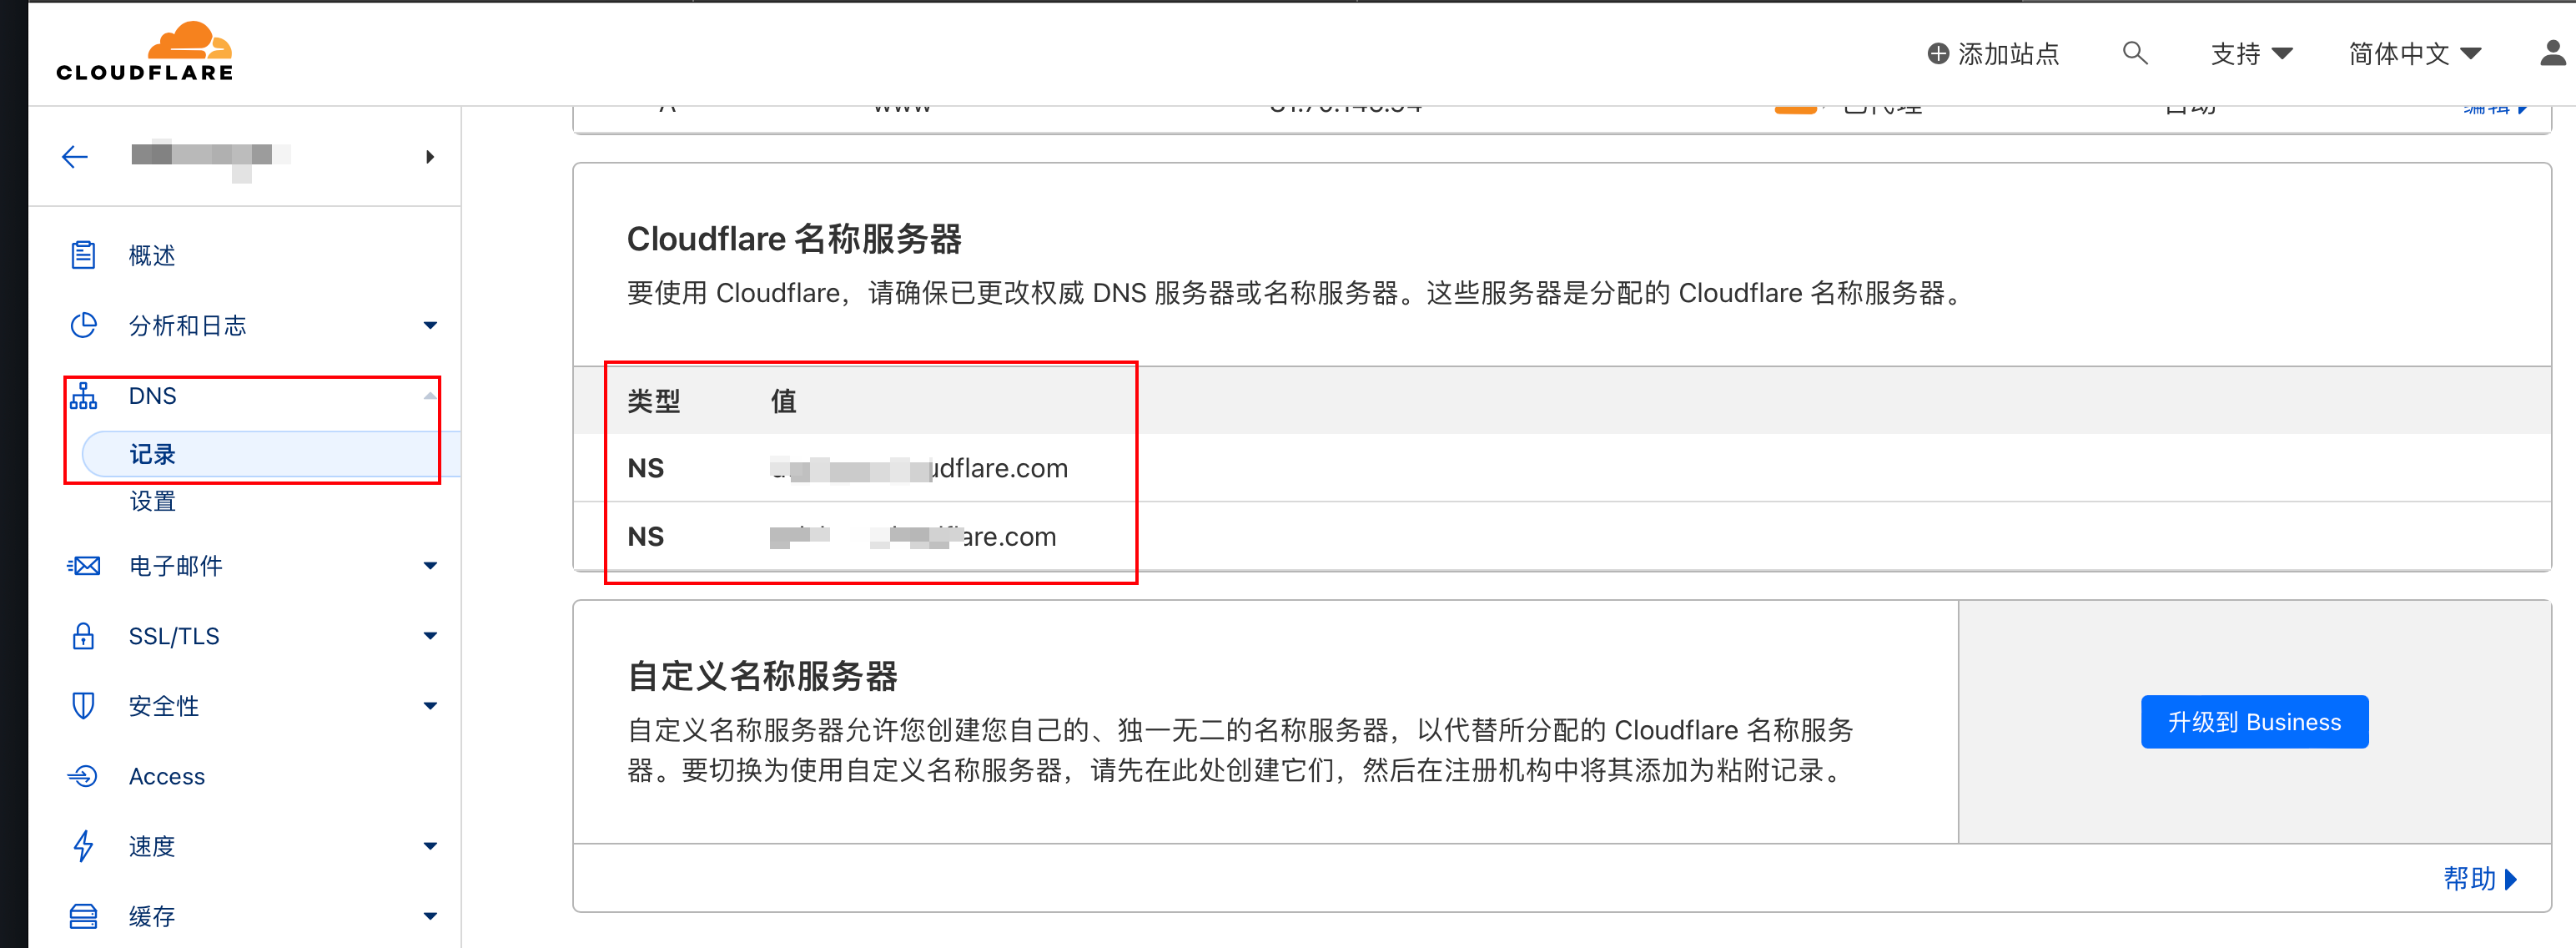 CLOUDFLARE
添加站点
支持
简体中文
www
已代理
自动
编辑
概述
分析和日志
DNS
记录
设置
电子邮件
SSL/TLS
安全性
Access
速度
缓存
Cloudflare 名称服务器
要使用 Cloudflare，请确保已更改权威 DNS 服务器或名称服务器。这些服务器是分配的 Cloudflare 名称服务器。
类型 值
NS udflare.com
NS are.com
自定义名称服务器
自定义名称服务器允许您创建您自己的、独一无二的名称服务器，以代替所分配的 Cloudflare 名称服务
器。要切换为使用自定义名称服务器，请先在此处创建它们，然后在注册机构中将其添加为粘附记录。
升级到 Business
帮助